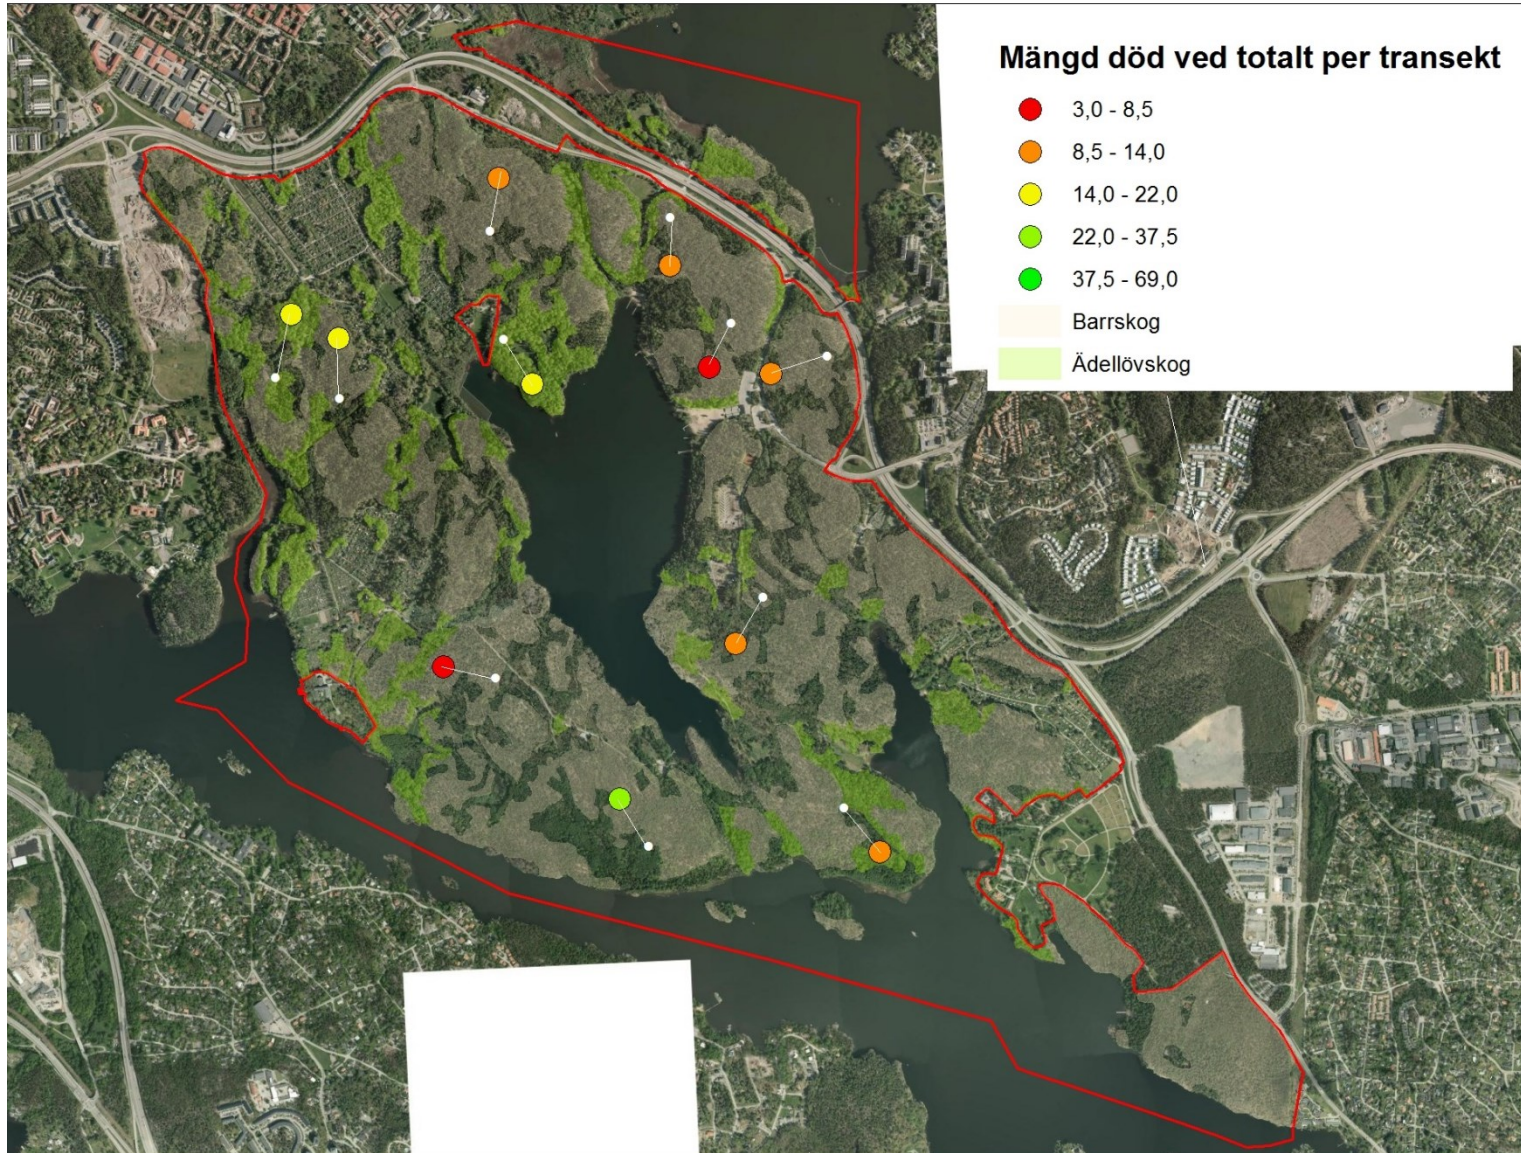 Mängd död ved totalt per transekt
3,0 - 8,5
8,5 - 14,0
14,0 - 22,0
22,0 - 37,5
37,5 - 69,0
Barrskog
Ädellövskog